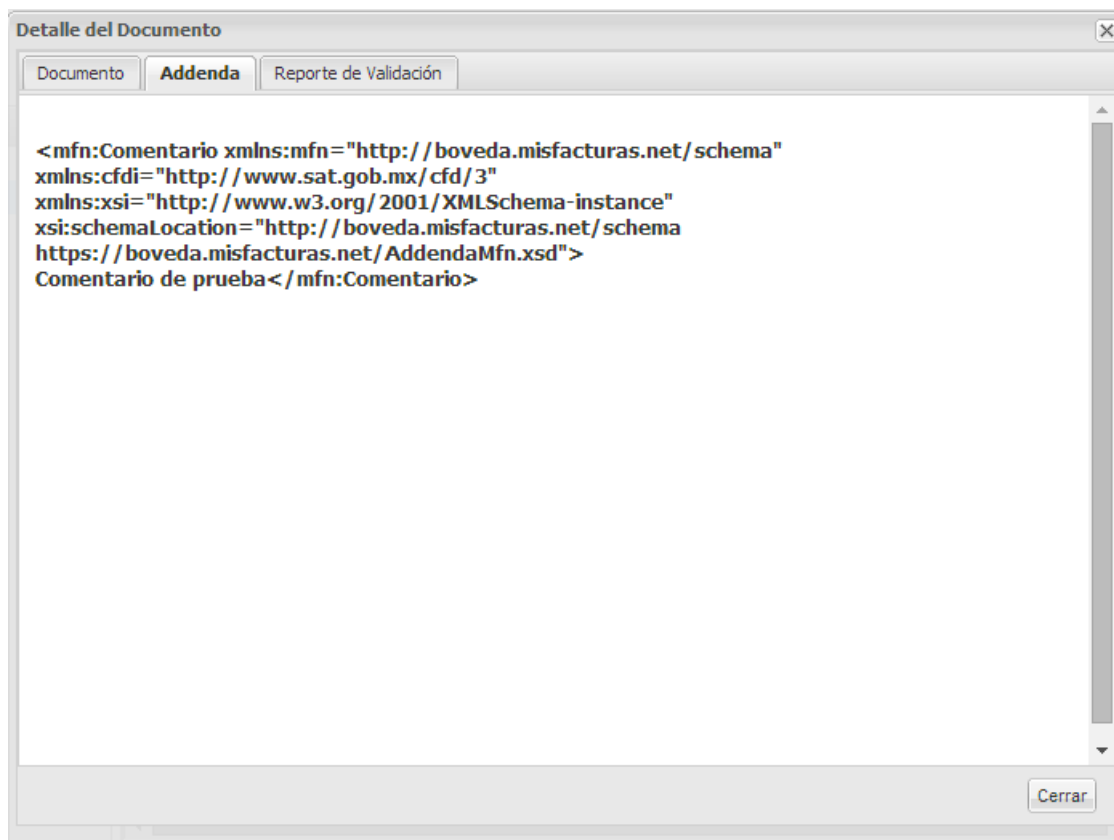 Detalle del Documento
Documento Addenda Reporte de Validación
<mfn:Comentario xmlns:mfn="http://boveda.misfacturas.net/schema"
xmlns:cfdi="http://www.sat.gob.mx/cfd/3"
xmlns:xsi="http://www.w3.org/2001/XMLSchema-instance"
xsi:schemaLocation="http://boveda.misfacturas.net/schema
https://boveda.misfacturas.net/AddendaMfn.xsd">
Comentario de prueba</mfn:Comentario>
Cerrar